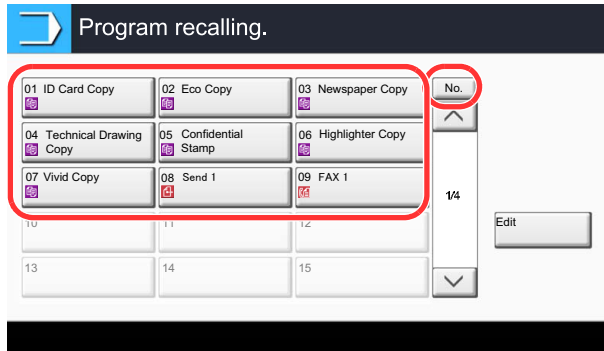 Program recalling.
01 ID Card Copy
02 Eco Copy
03 Newspaper Copy
No.
04 Technical Drawing
Copy
05 Confidential
Stamp
06 Highlighter Copy
07 Vivid Copy
08 Send 1
09 FAX 1
1/4
10
11
12
Edit
13
14
15